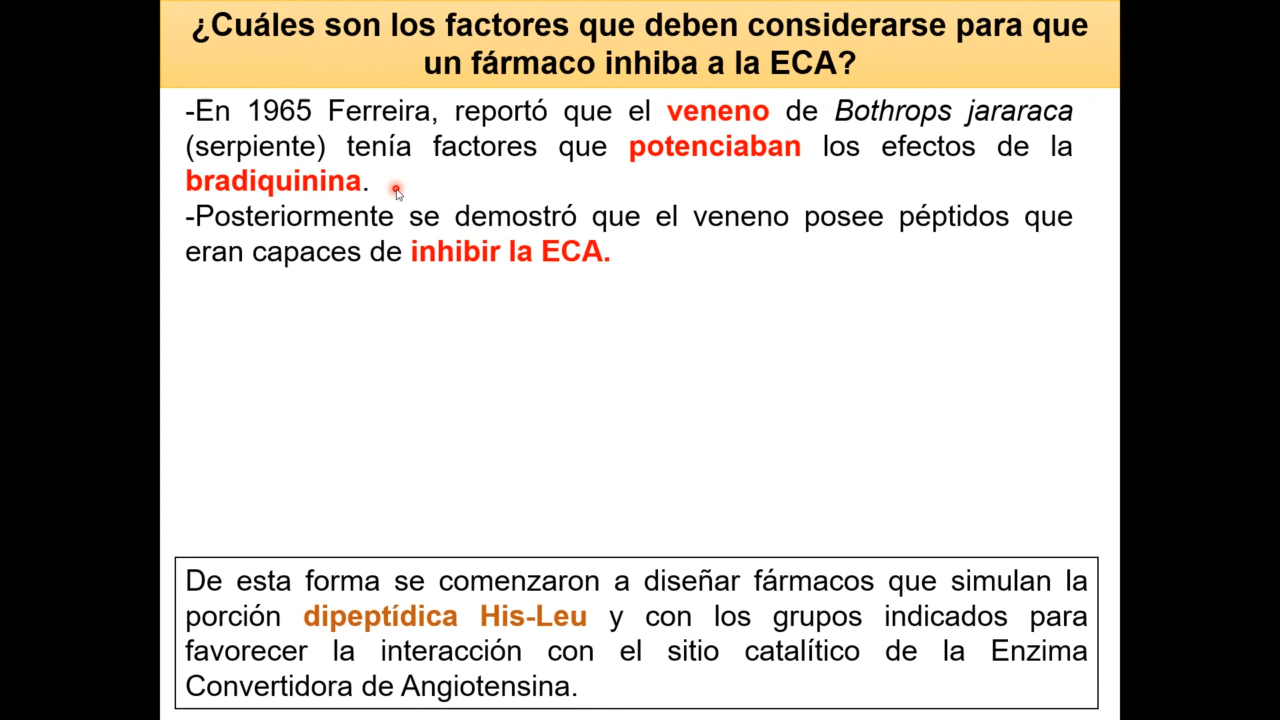 ¿Cuáles son los factores que deben considerarse para que
un fármaco inhiba a la ECA?
-En 1965 Ferreira, reportó que el veneno de Bothrops jararaca
(serpiente) tenía factores que potenciaban los efectos de la
bradiquinina.
-Posteriormente se demostró que el veneno posee péptidos que
eran capaces de inhibir la ECA.
De esta forma se comenzaron a diseñar fármacos que simulan la
porción dipeptídica His-Leu y con los grupos indicados para
favorecer la interacción con el sitio catalítico de la Enzima
Convertidora de Angiotensina.